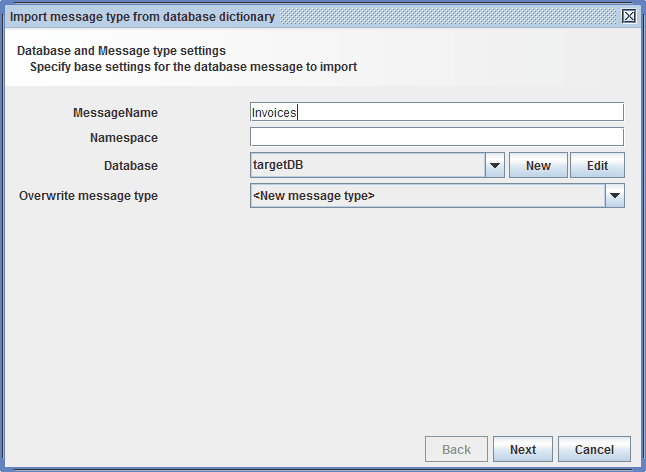 Import message type from database dictionary
Database and Message type settings
Specify base settings for the database message to import
MessageName Invoices
Namespace
Database targetDB New Edit
Overwrite message type <New message type>
Back Next Cancel